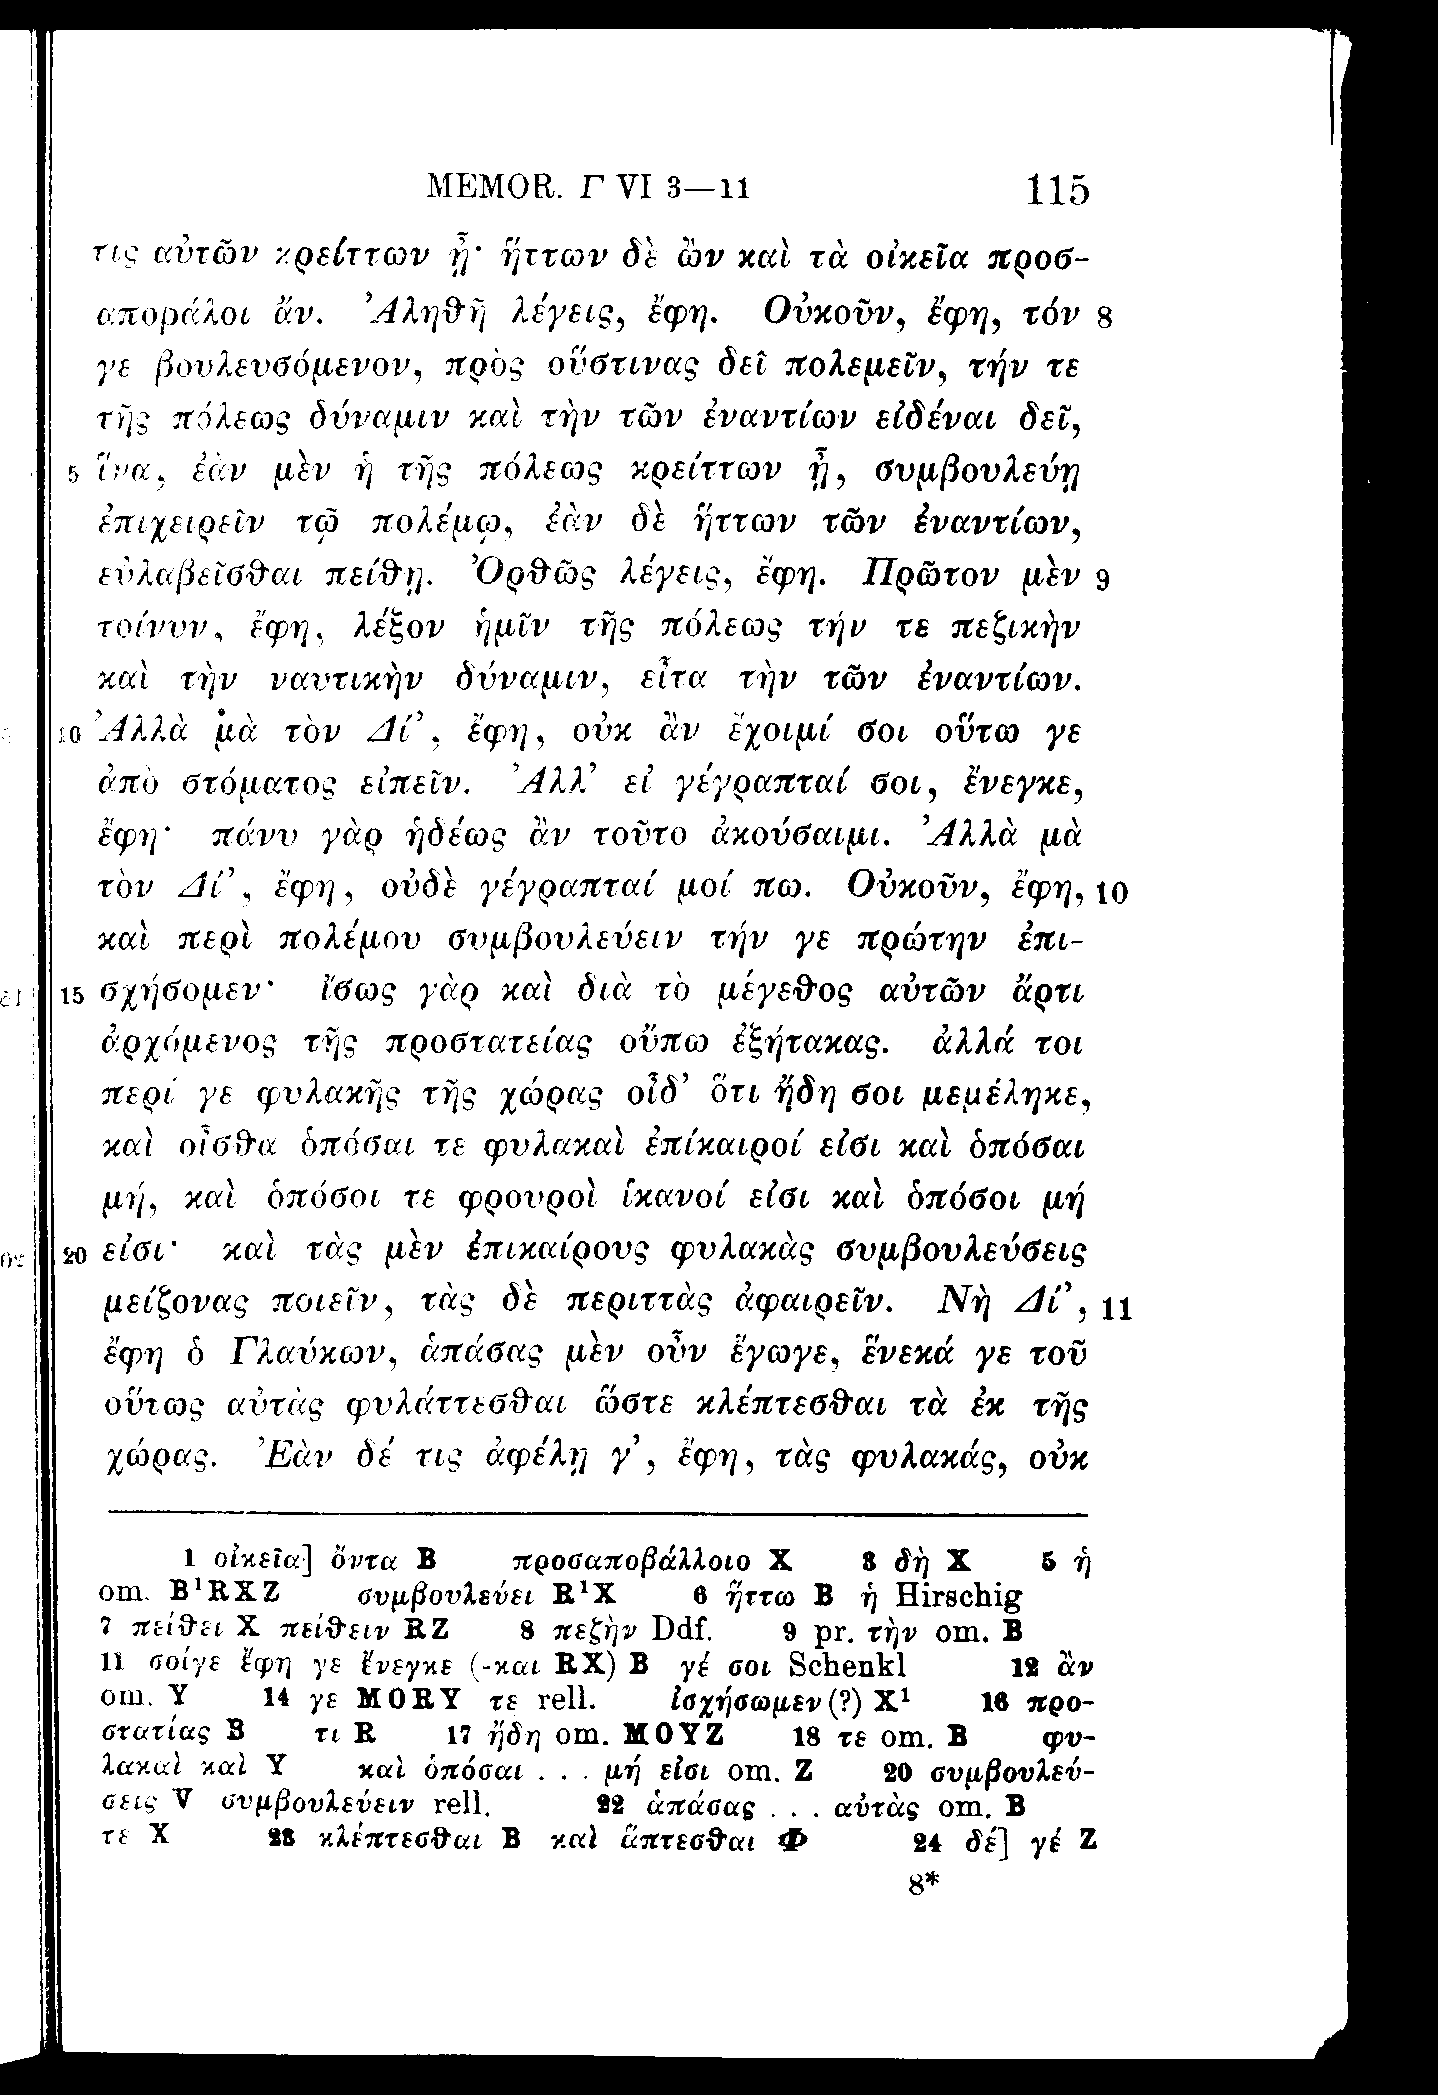 MEMOR. Γ VI 3—11 115
τις αὐτῶν κρείττων ᾖ· ἥττων δὲ ὢν καὶ τὰ οἰκεῖα προσ-
αποράλοι ἄν. Ἀληθῆ λέγεις, ἔφη. Οὐκοῦν, ἔφη, τόν 8
γε βουλευσόμενον, πρὸς οὕστινας δεῖ πολεμεῖν, τήν τε
τῆς πόλεως δύναμιν καὶ τὴν τῶν ἐναντίων εἰδέναι δεῖ,
5 ἵνα, ἐὰν μὲν ἡ τῆς πόλεως κρείττων ᾖ, συμβουλεύῃ
ἐπιχειρεῖν τῷ πολέμῳ, ἐὰν δὲ ἥττων τῶν ἐναντίων,
εὐλαβεῖσθαι πείθῃ. Ὀρθῶς λέγεις, ἔφη. Πρῶτον μὲν 9
τοίνυν, ἔφη, λέξον ἡμῖν τῆς πόλεως τήν τε πεζικὴν
καὶ τὴν ναυτικὴν δύναμιν, εἶτα τὴν τῶν ἐναντίων.
10 Ἀλλὰ μὰ τὸν Δί’, ἔφη, οὐκ ἂν ἔχοιμί σοι οὕτω γε
ἀπὸ στόματος εἰπεῖν. Ἀλλ’ εἰ γέγραπταί σοι, ἔνεγκε,
ἔφη· πάνυ γὰρ ἡδέως ἂν τοῦτο ἀκούσαιμι. Ἀλλὰ μὰ
τὸν Δί’, ἔφη, οὐδὲ γέγραπταί μοί πω. Οὐκοῦν, ἔφη, 10
καὶ περὶ πολέμου συμβουλεύειν τήν γε πρώτην ἐπι-
15 σχήσομεν· ἴσως γὰρ καὶ διὰ τὸ μέγεθος αὐτῶν ἄρτι
ἀρχόμενος τῆς προστατείας οὔπω ἐξήτακας. ἀλλά τοι
περί γε φυλακῆς τῆς χώρας οἶδ’ ὅτι ἤδη σοι μεμέληκε,
καὶ οἶσθα ὁπόσαι τε φυλακαὶ ἐπίκαιροί εἰσι καὶ ὁπόσαι
μή, καὶ ὁπόσοι τε φρουροὶ ἱκανοί εἰσι καὶ ὁπόσοι μή
20 εἰσι· καὶ τὰς μὲν ἐπικαίρους φυλακὰς συμβουλεύσεις
μείζονας ποιεῖν, τὰς δὲ περιττὰς ἀφαιρεῖν. Νὴ Δί’, 11
ἔφη ὁ Γλαύκων, ἁπάσας μὲν οὖν ἔγωγε, ἕνεκά γε τοῦ
οὕτως αὐτὰς φυλάττεσθαι ὥστε κλέπτεσθαι τὰ ἐκ τῆς
χώρας. Ἐὰν δέ τις ἀφέλῃ γ’, ἔφη, τὰς φυλακάς, οὐκ
1 οἰκεῖα] ὄντα B προσαποβάλλοιο X 3 δὴ X 5 ἡ
om. B¹RXZ συμβουλεύει R¹X 6 ἥττω B ἡ Hirschig
7 πείθει X πείθειν RZ 8 πεζὴν Ddf. 9 pr. τὴν om. B
11 σοίγε ἔφη γε ἔνεγκε (-και RX) B γέ σοι Schenkl 12 ἂν
om. Y 14 γε MORY τε rell. ἰσχήσωμεν (?) X¹ 16 προ-
στατίας B τι R 17 ἤδη om. MOYZ 18 τε om. B φυ-
λακαὶ καὶ Y καὶ ὁπόσαι . . . μή εἰσι om. Z 20 συμβουλεύ-
σεις V συμβουλεύειν rell. 22 ἁπάσας . . . αὐτὰς om. B
τε X 23 κλέπτεσθαι B καὶ ἅπτεσθαι Φ 24 δέ] γέ Z
8*